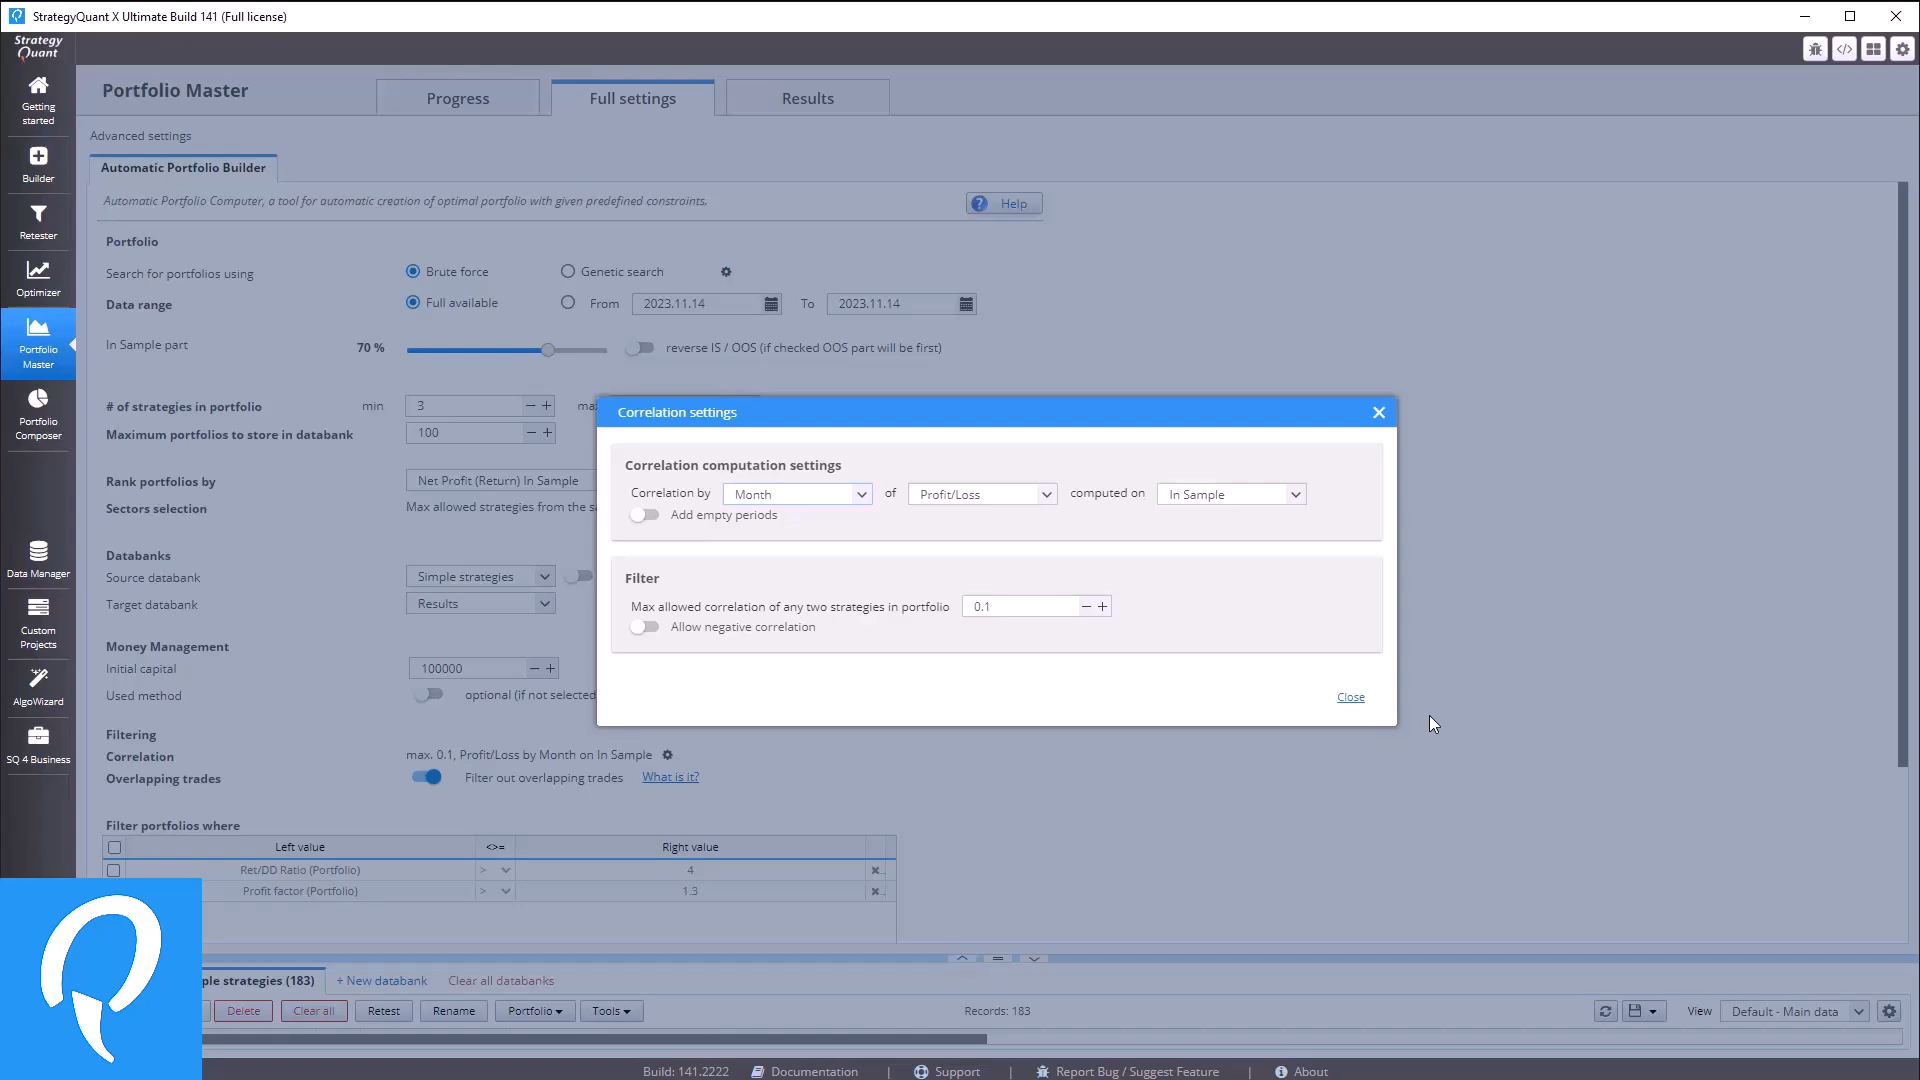 StrategyQuant X Ultimate Build 141 (Full license)
Strategy
Quant
Getting
started
Builder
Retester
Optimizer
Portfolio
Master
Portfolio
Composer
Data Manager
Custom
Projects
AlgoWizard
SQ 4 Business
Portfolio Master
Progress
Full settings
Results
Advanced settings
Automatic Portfolio Builder
Automatic Portfolio Computer, a tool for automatic creation of optimal portfolio with given predefined constraints.
? Help
Portfolio
Search for portfolios using Brute force Genetic search
Data range Full available From 2023.11.14 To 2023.11.14
In Sample part 70 % reverse IS / OOS (if checked OOS part will be first)
# of strategies in portfolio min 3
Maximum portfolios to store in databank 100
Rank portfolios by Net Profit (Return) In Sample
Sectors selection Max allowed strategies from the
Databanks
Source databank Simple strategies
Target databank Results
Money Management
Initial capital 100000
Used method optional (if not selected
Filtering
Correlation max. 0.1, Profit/Loss by Month on In Sample
Overlapping trades Filter out overlapping trades What is it?
Filter portfolios where
Left value <>= Right value
Ret/DD Ratio (Portfolio) > 4
Profit factor (Portfolio) > 1.3
Correlation settings
Correlation computation settings
Correlation by Month of Profit/Loss computed on In Sample
Add empty periods
Filter
Max allowed correlation of any two strategies in portfolio 0.1
Allow negative correlation
Close
strategies (183) + New databank Clear all databanks
Delete Clear all Retest Rename Portfolio Tools Records: 183 View Default - Main data
Build: 141.2222 Documentation | Support | Report Bug / Suggest Feature | About